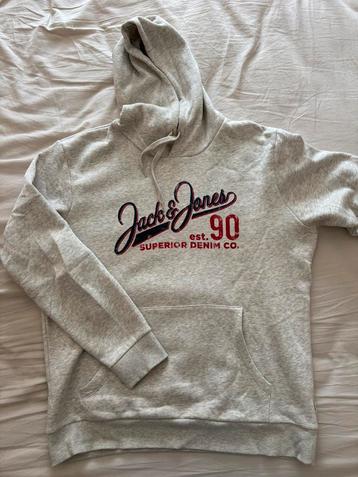 Jack & Jones
est. 90
SUPERIOR DENIM CO.